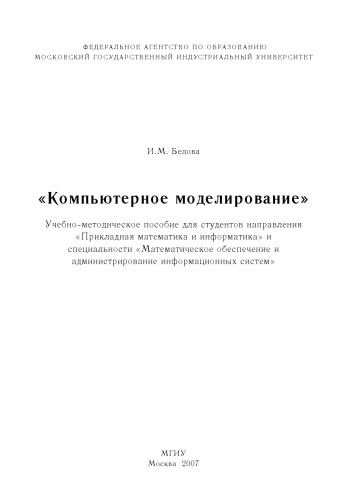 ФЕДЕРАЛЬНОЕ АГЕНТСТВО ПО ОБРАЗОВАНИЮ
МОСКОВСКИЙ ГОСУДАРСТВЕННЫЙ ИНДУСТРИАЛЬНЫЙ УНИВЕРСИТЕТ
И.М. Белова
«Компьютерное моделирование»
Учебно-методическое пособие для студентов направления
«Прикладная математика и информатика» и
специальности «Математическое обеспечение и
администрирование информационных систем»
МГИУ
Москва 2007